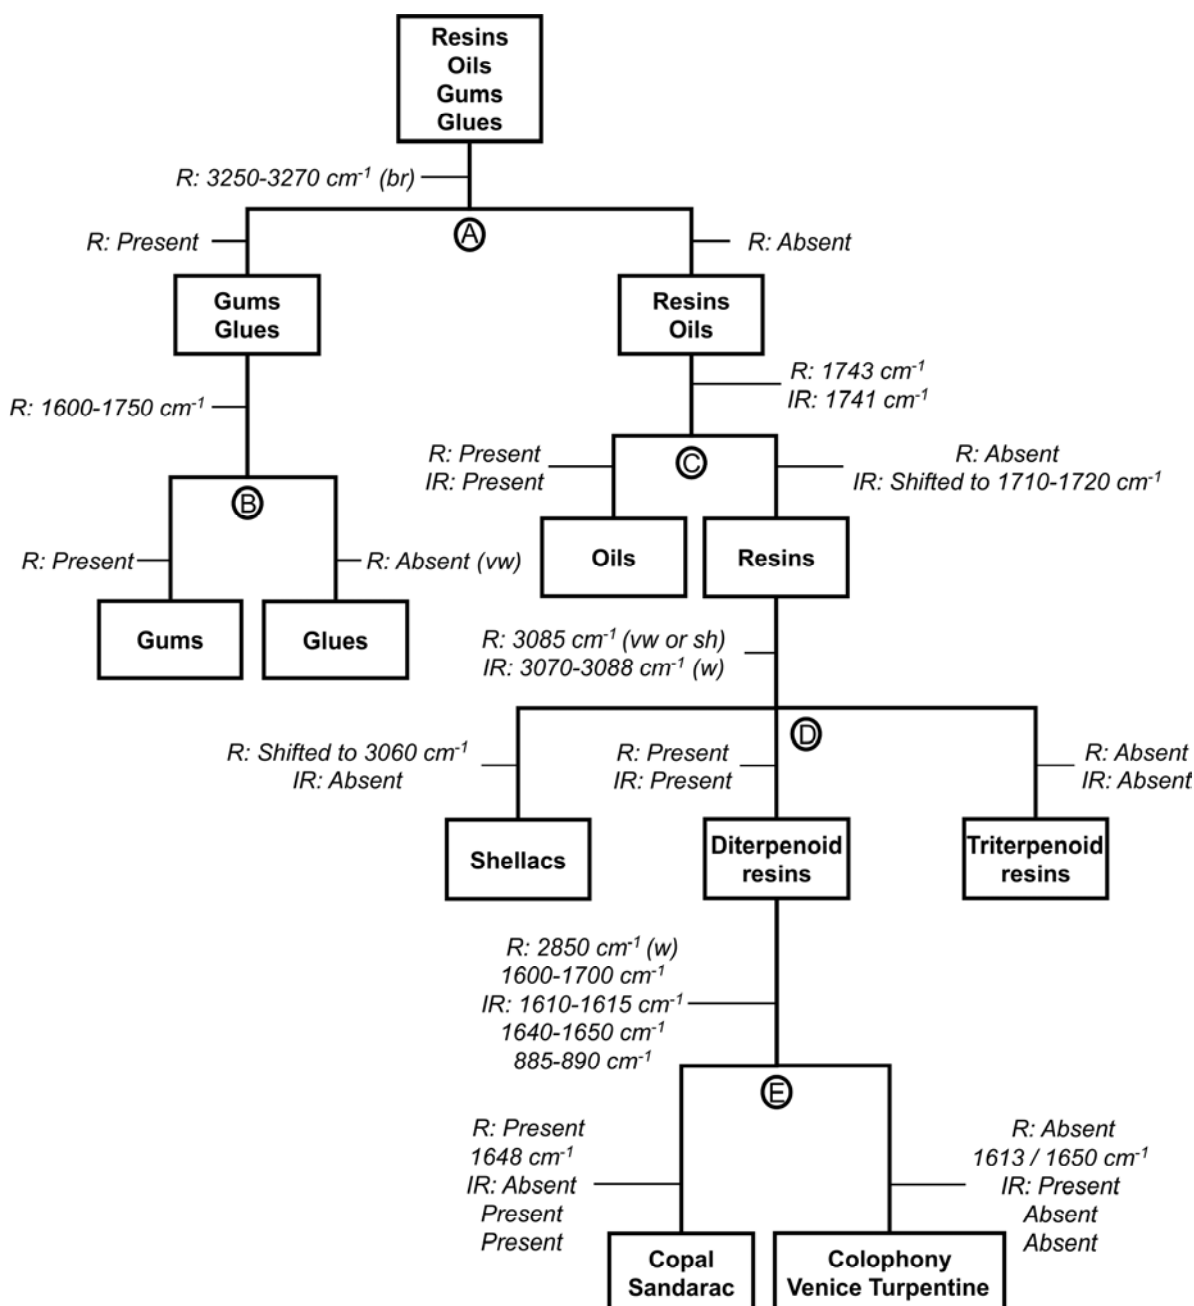 Resins
Oils
Gums
Glues
R: 3250-3270 cm⁻¹ (br)
A
R: Present
R: Absent
Gums
Glues
Resins
Oils
R: 1600-1750 cm⁻¹
R: 1743 cm⁻¹
IR: 1741 cm⁻¹
B
C
R: Present
IR: Present
R: Absent
IR: Shifted to 1710-1720 cm⁻¹
R: Present
R: Absent (vw)
Gums
Glues
Oils
Resins
R: 3085 cm⁻¹ (vw or sh)
IR: 3070-3088 cm⁻¹ (w)
D
R: Shifted to 3060 cm⁻¹
IR: Absent
R: Present
IR: Present
R: Absent
IR: Absent
Shellacs
Diterpenoid
resins
Triterpenoid
resins
R: 2850 cm⁻¹ (w)
1600-1700 cm⁻¹
IR: 1610-1615 cm⁻¹
1640-1650 cm⁻¹
885-890 cm⁻¹
E
R: Present
1648 cm⁻¹
IR: Absent
Present
Present
R: Absent
1613 / 1650 cm⁻¹
IR: Present
Absent
Absent
Copal
Sandarac
Colophony
Venice Turpentine